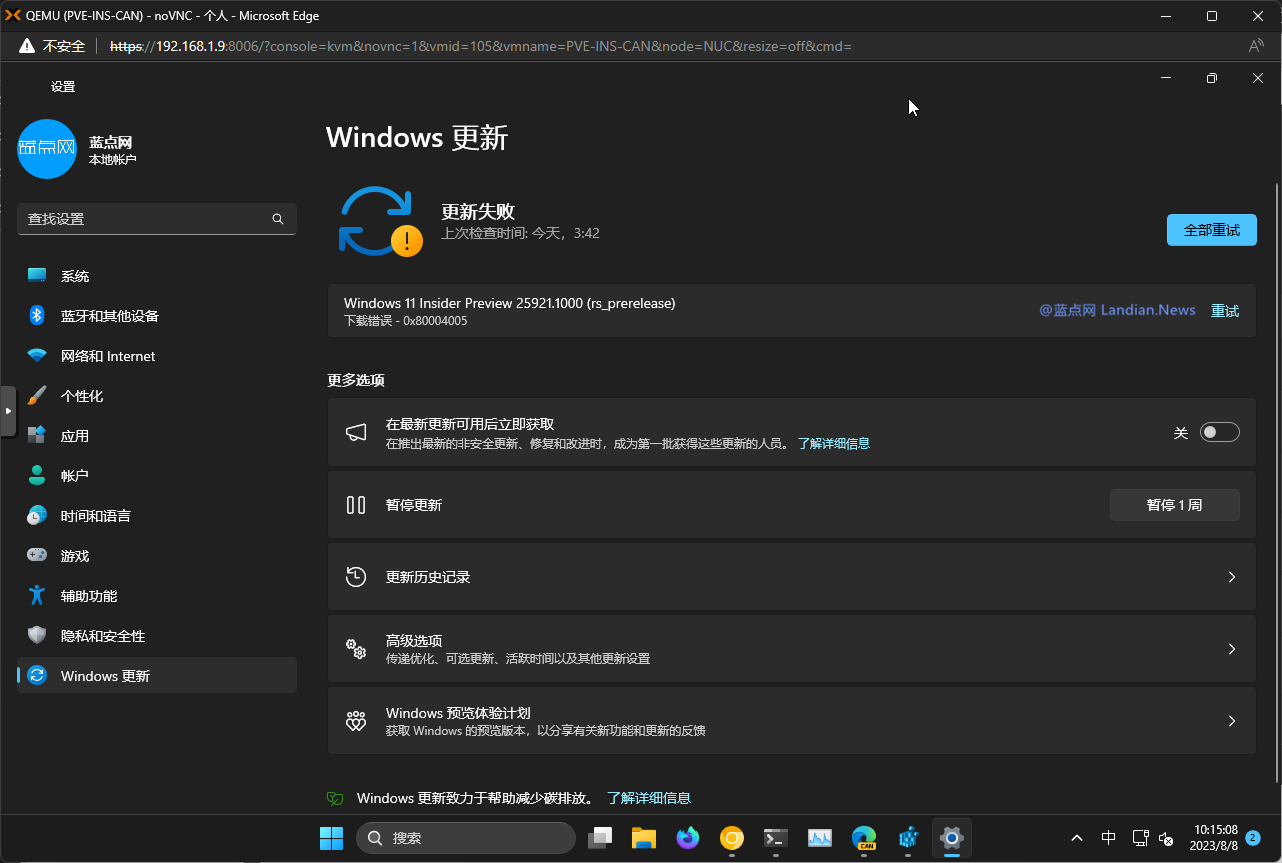 QEMU (PVE-INS-CAN) - noVNC - 个人 - Microsoft Edge
不安全 https://192.168.1.9:8006/?console=kvm&novnc=1&vmid=105&vmname=PVE-INS-CAN&node=NUC&resize=off&cmd=
设置
蓝点网
蓝点网
本地帐户
查找设置
系统
蓝牙和其他设备
网络和 Internet
个性化
应用
帐户
时间和语言
游戏
辅助功能
隐私和安全性
Windows 更新
Windows 更新
更新失败
上次检查时间: 今天，3:42
全部重试
Windows 11 Insider Preview 25921.1000 (rs_prerelease)
下载错误 - 0x80004005
@蓝点网 Landian.News
重试
更多选项
在最新更新可用后立即获取
在推出最新的非安全更新、修复和改进时，成为第一批获得这些更新的人员。 了解详细信息
关
暂停更新
暂停 1 周
更新历史记录
高级选项
传递优化、可选更新、活跃时间以及其他更新设置
Windows 预览体验计划
获取 Windows 的预览版本，以分享有关新功能和更新的反馈
Windows 更新致力于帮助减少碳排放。 了解详细信息
搜索
CAN
中
10:15:08
2023/8/8
2